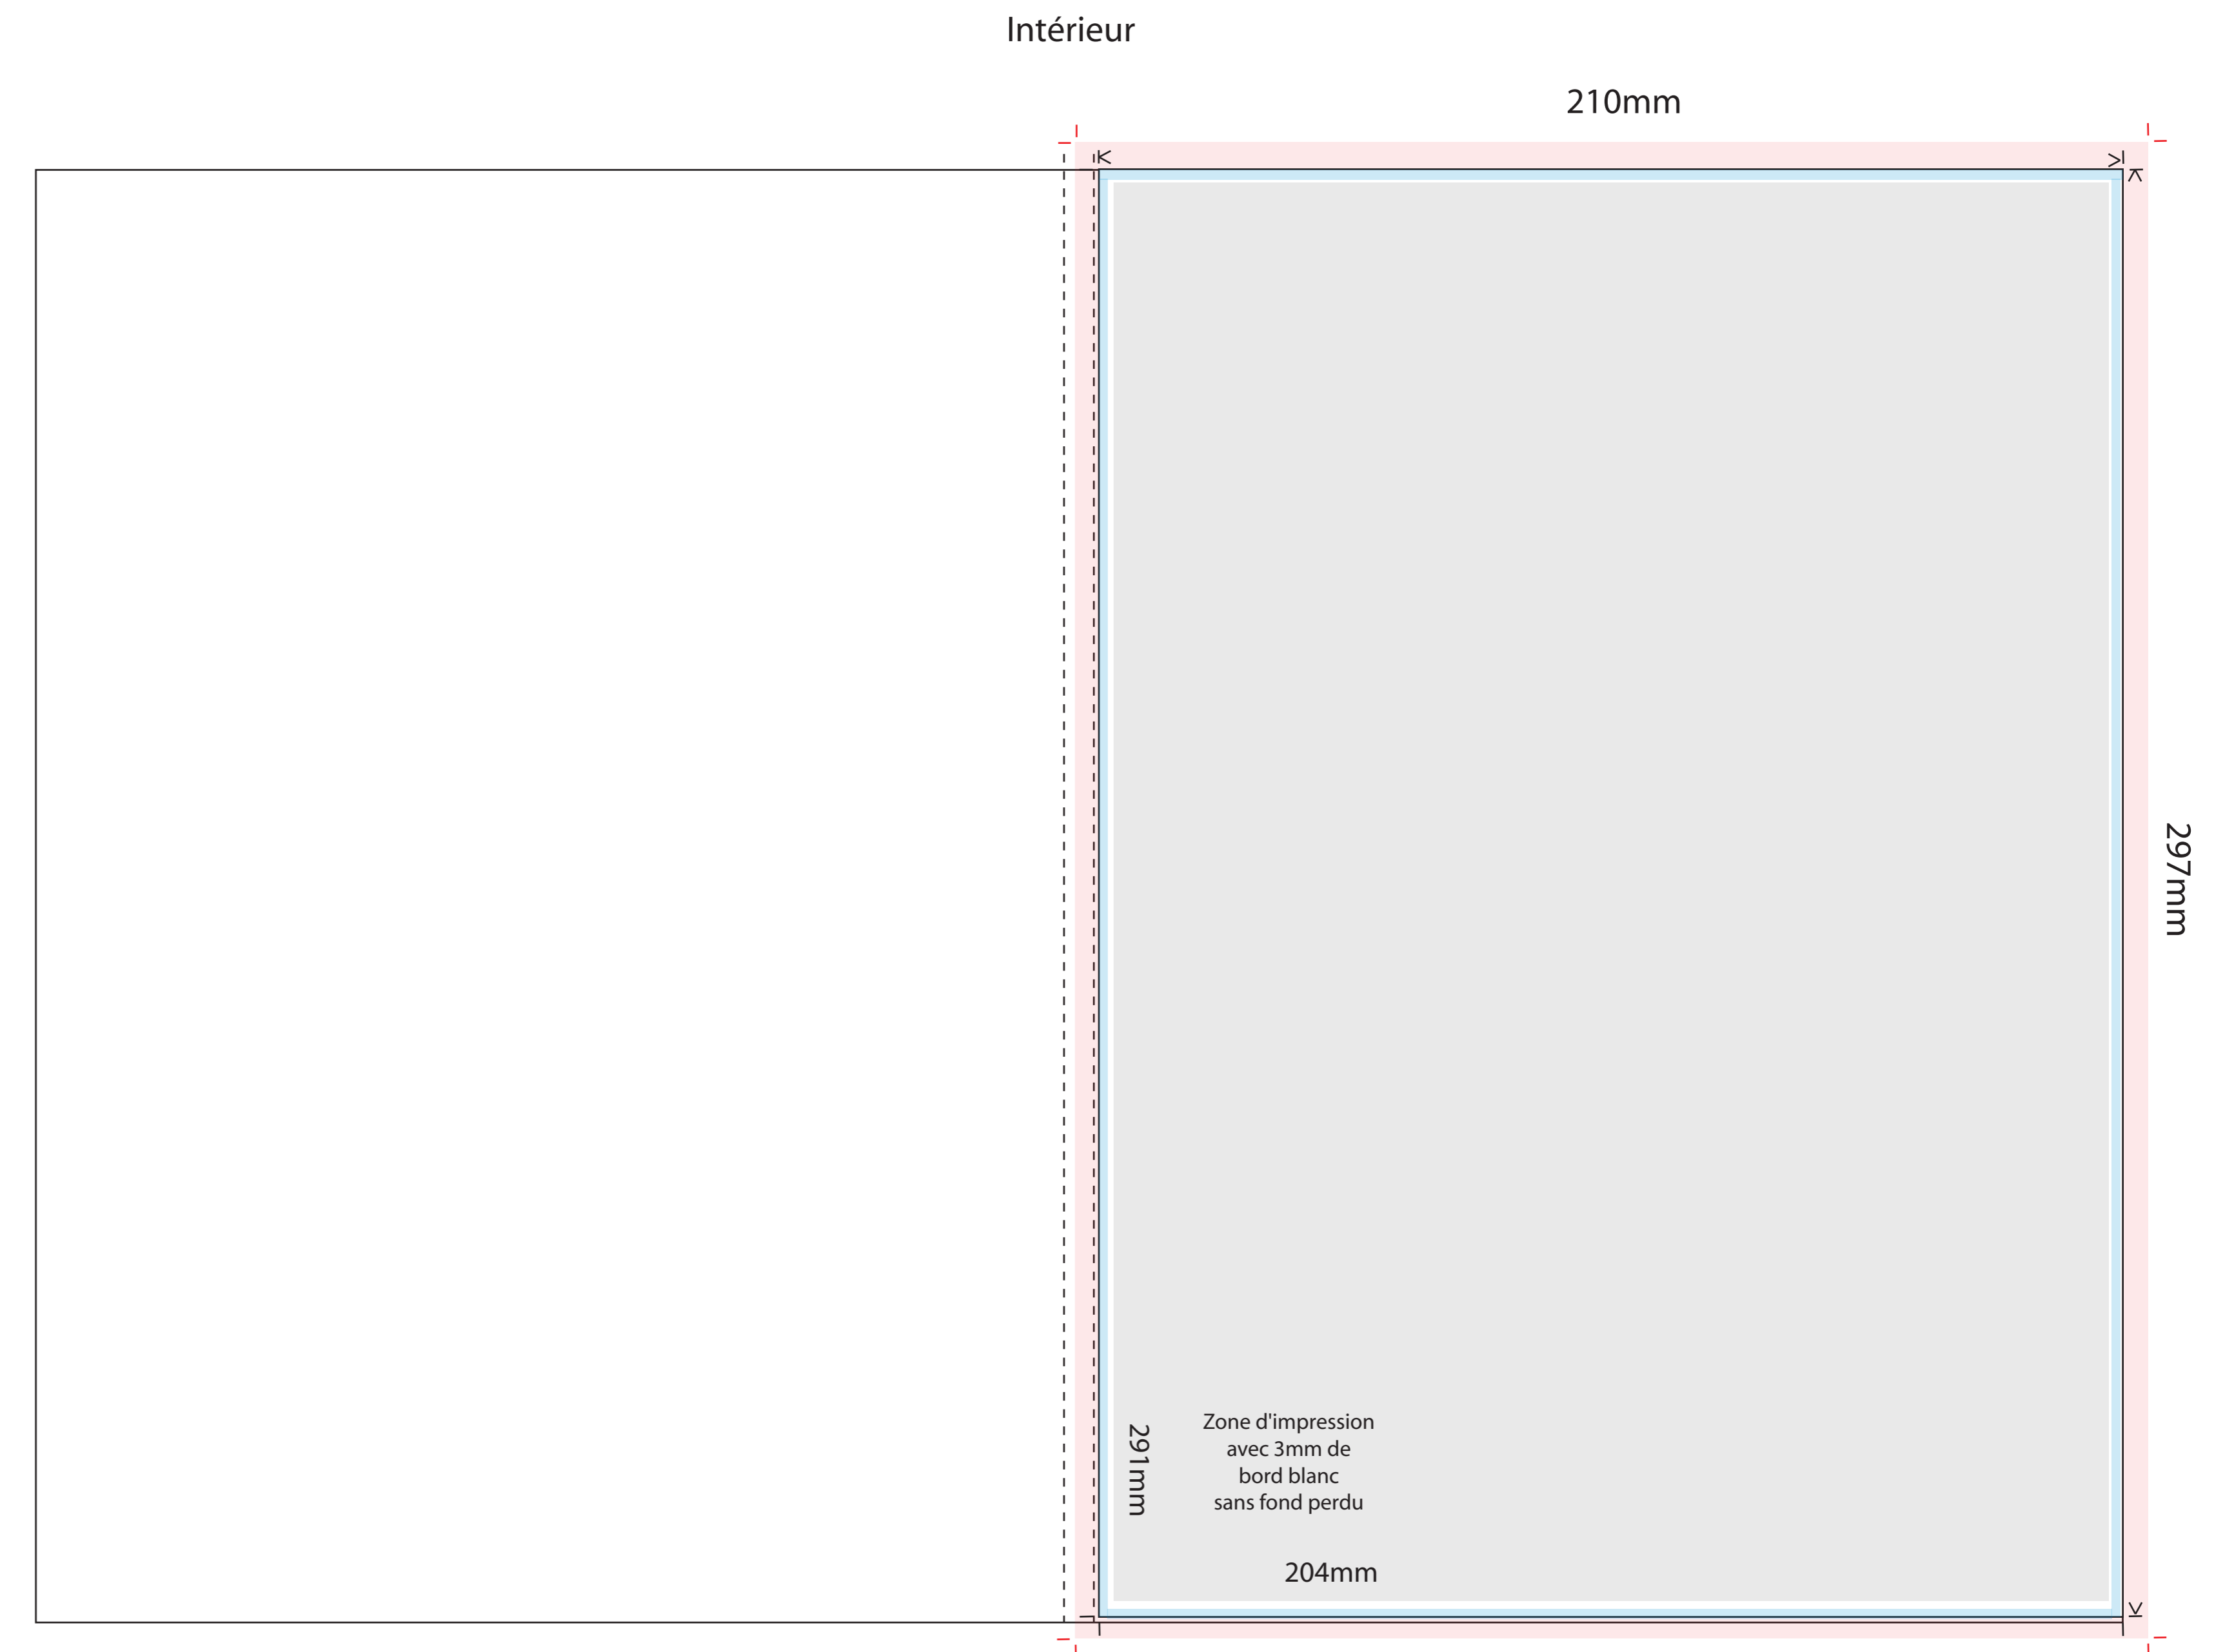 Intérieur
210mm
297mm
291mm
Zone d'impression
avec 3mm de
bord blanc
sans fond perdu
204mm